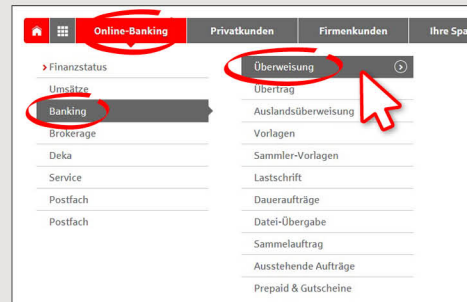 Online-Banking Privatkunden Firmenkunden Ihre Spa
Finanzstatus
Umsätze
Banking
Brokerage
Deka
Service
Postfach
Postfach
Überweisung
Übertrag
Auslandsüberweisung
Vorlagen
Sammler-Vorlagen
Lastschrift
Daueraufträge
Datei-Übergabe
Sammelauftrag
Ausstehende Aufträge
Prepaid & Gutscheine